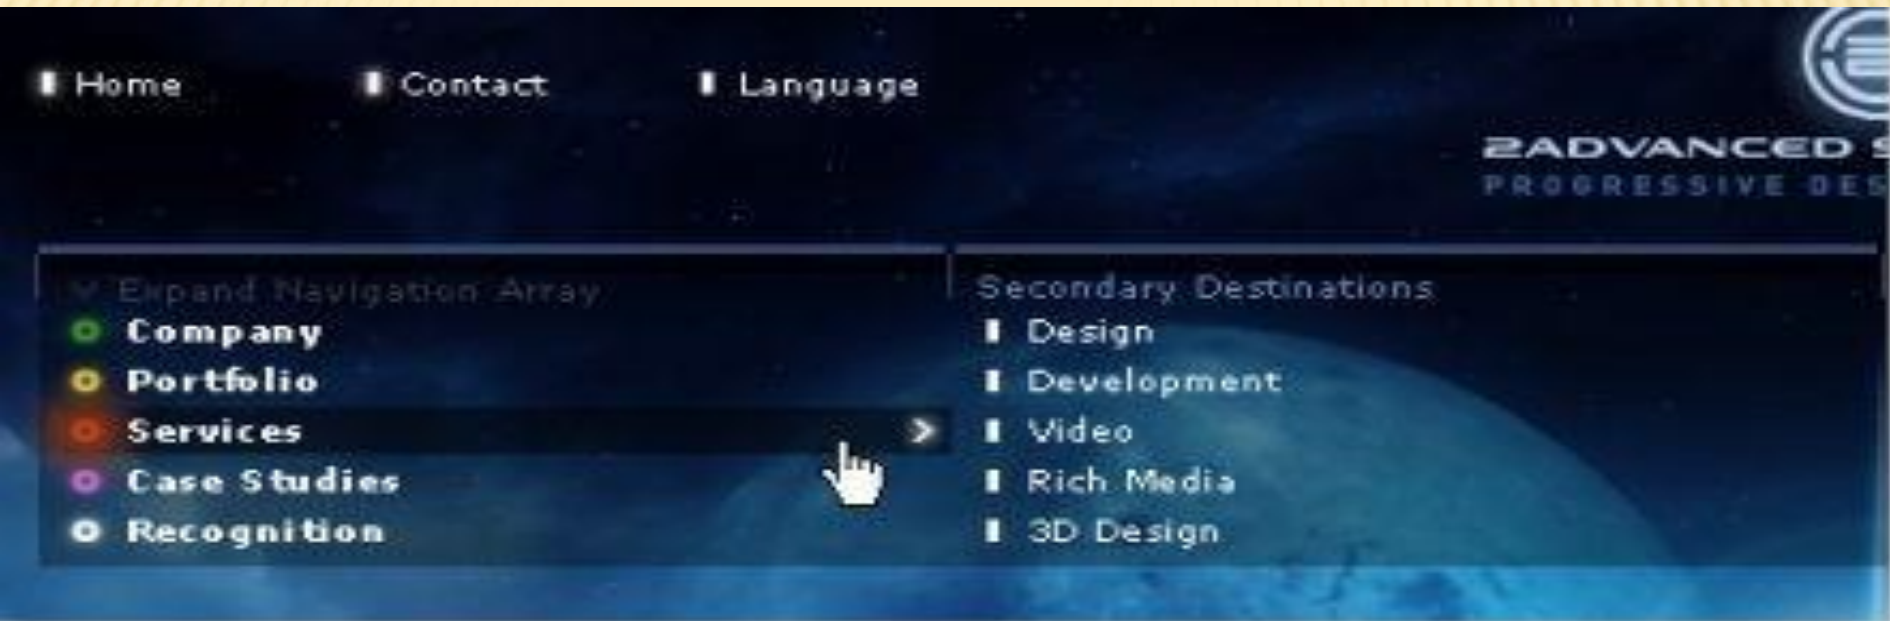 Home
Contact
Language
2ADVANCED S
PROGRESSIVE DES
Expand Navigation Array
Company
Portfolio
Services
Case Studies
Recognition
Secondary Destinations
Design
Development
Video
Rich Media
3D Design